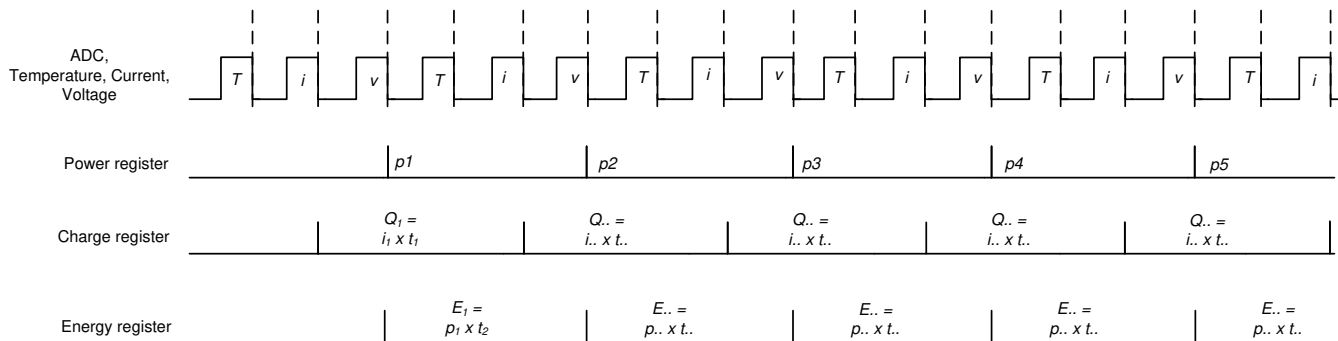 ADC,
Temperature, Current,
Voltage
T i v T i v T i v T i v T i v T i
Power register
p1 p2 p3 p4 p5
Charge register
Q1 = Q.. = Q.. = Q.. = Q.. =
i1 x t1 i.. x t.. i.. x t.. i.. x t.. i.. x t..
Energy register
E1 = E.. = E.. = E.. = E.. =
p1 x t2 p.. x t.. p.. x t.. p.. x t.. p.. x t..